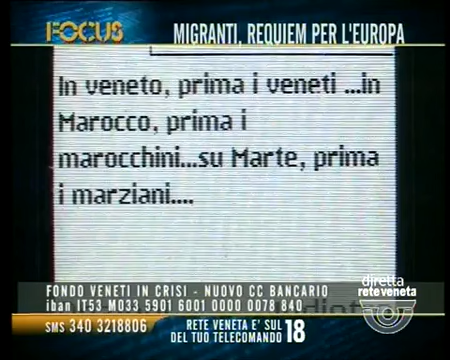 FOCUS
MIGRANTI, REQUIEM PER L'EUROPA
In veneto, prima i veneti ...in
Marocco, prima i
marocchini...su Marte, prima
i marziani....
FONDO VENETI IN CRISI - NUOVO CC BANCARIO
iban IT53 M033 5901 6001 0000 0078 840
diretta
reteveneta
SMS 340 3218806
RETE VENETA E' SUL
DEL TUO TELECOMANDO 18